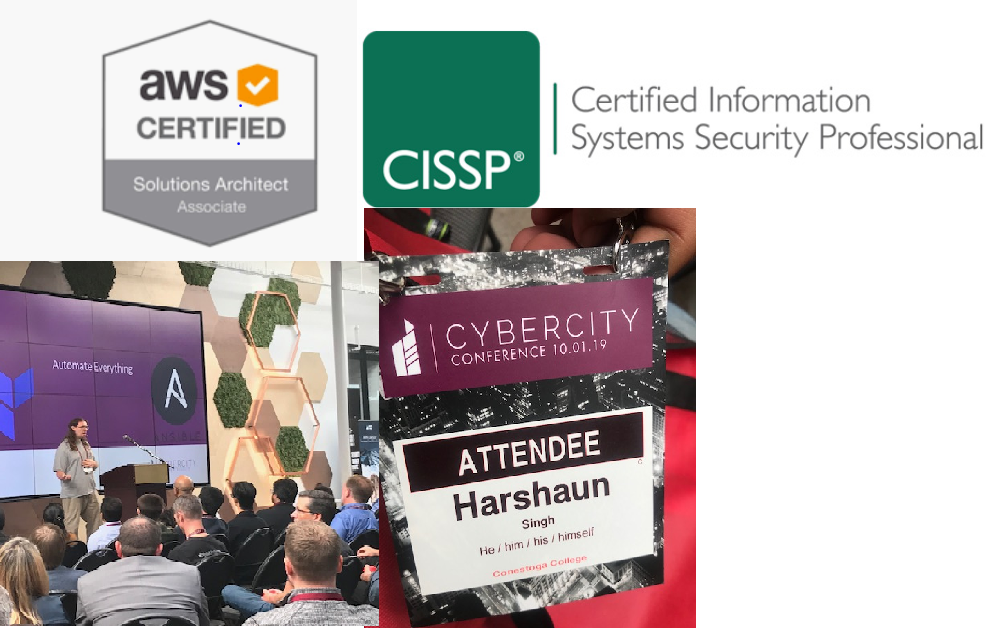 aws
CERTIFIED
Solutions Architect
Associate
CISSP®
Certified Information
Systems Security Professional
Automate Everything
A
CYBERCITY
CONFERENCE 10.01.19
ATTENDEE
Harshaun
Singh
He / him / his / himself
Conestoga College